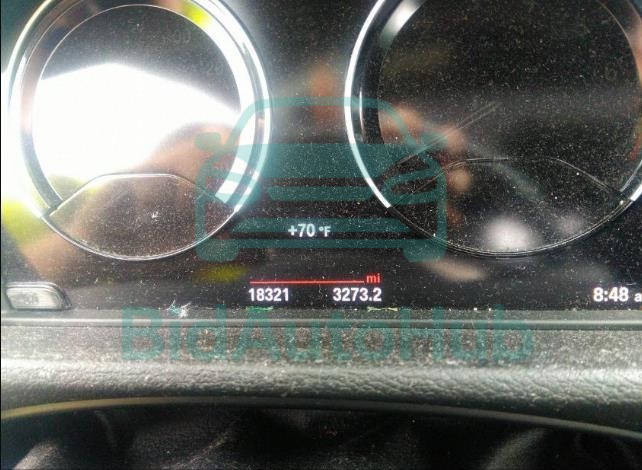 +70 °F
mi
18321 3273.2
8:48 a
BidAutoHub